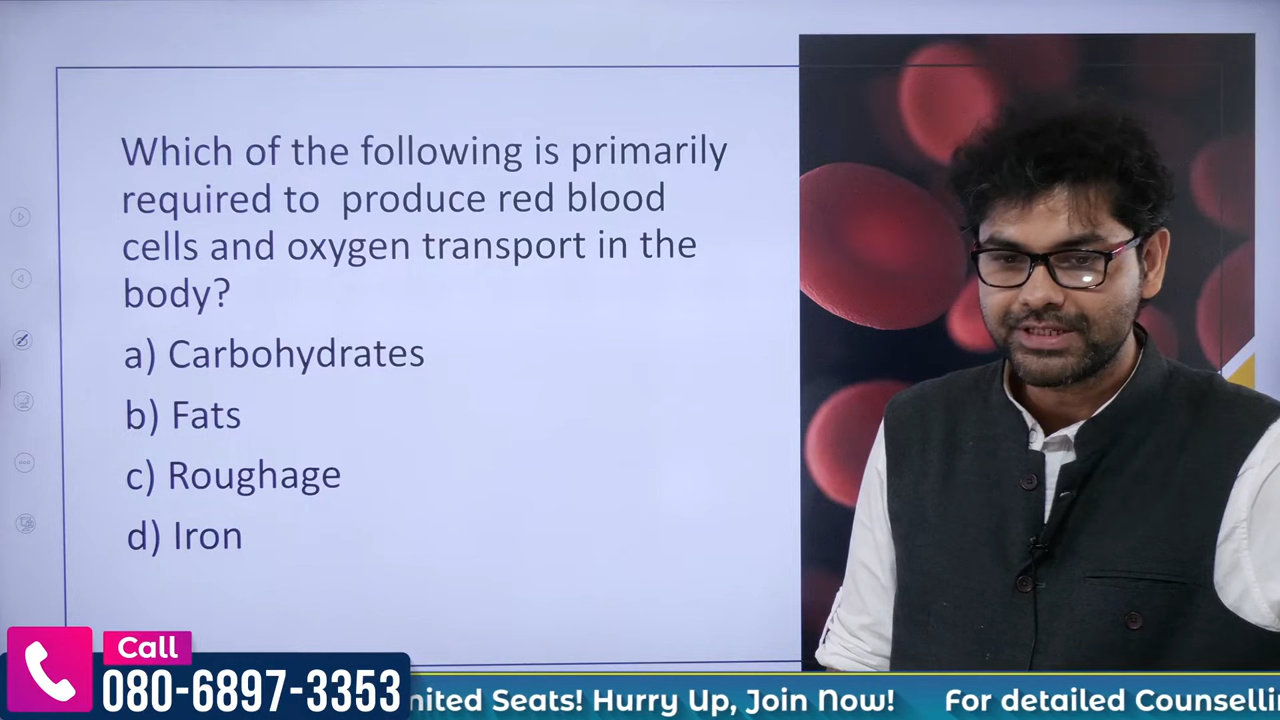 Which of the following is primarily
required to  produce red blood
cells and oxygen transport in the
body?
a) Carbohydrates
b) Fats
c) Roughage
d) Iron
Call
080-6897-3353
nited Seats! Hurry Up, Join Now! For detailed Counselli